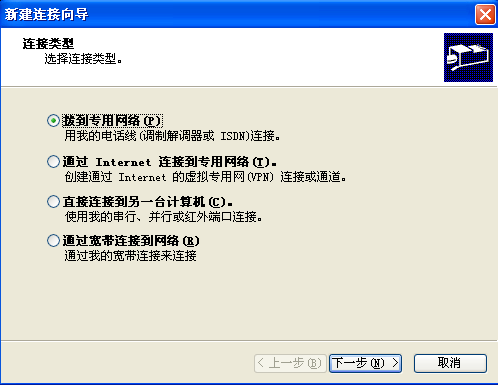 新建连接向导
连接类型
选择连接类型。
拨到专用网络(P)
用我的电话线(调制解调器或 ISDN)连接。
通过 Internet 连接到专用网络(T)。
创建通过 Internet 的虚拟专用网(VPN) 连接或通道。
直接连接到另一台计算机(C)。
使用我的串行、并行或红外端口连接。
通过宽带连接到网络(R)
通过我的宽带连接来连接
< 上一步(B) 下一步(N) > 取消